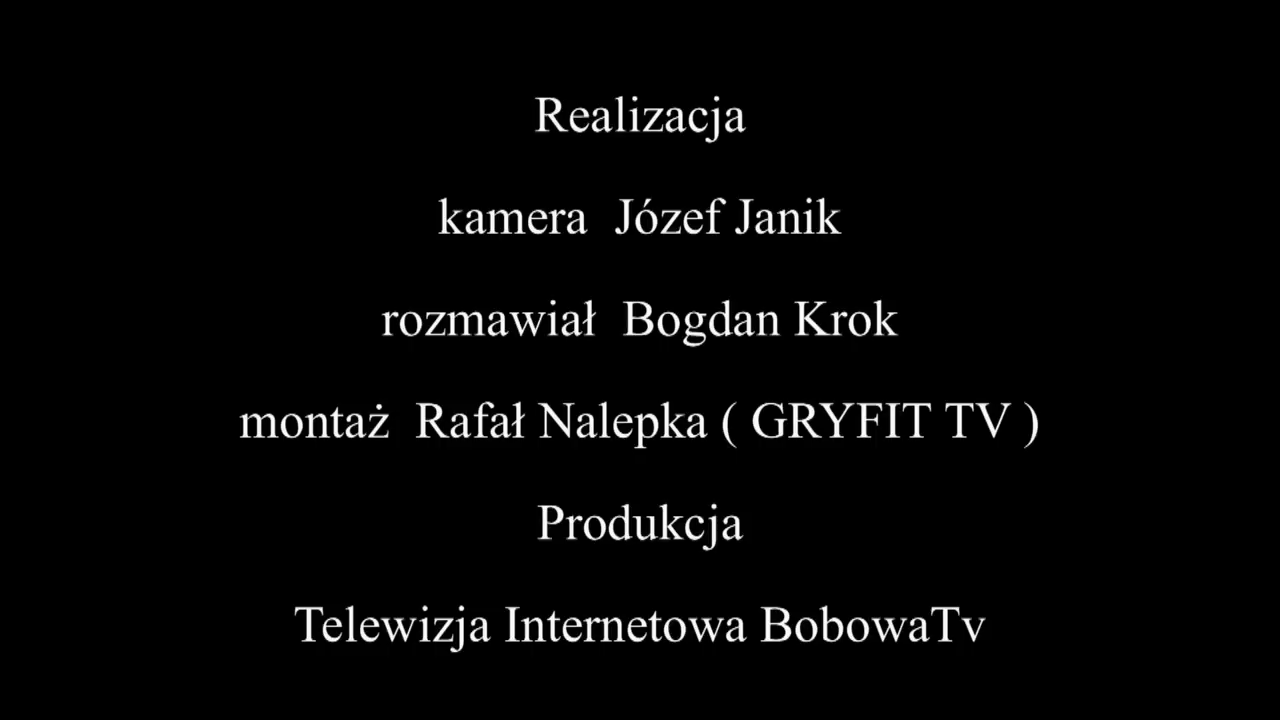 Realizacja
kamera  Józef Janik
rozmawiał  Bogdan Krok
montaż  Rafał Nalepka ( GRYFIT TV )
Produkcja
Telewizja Internetowa BobowaTv